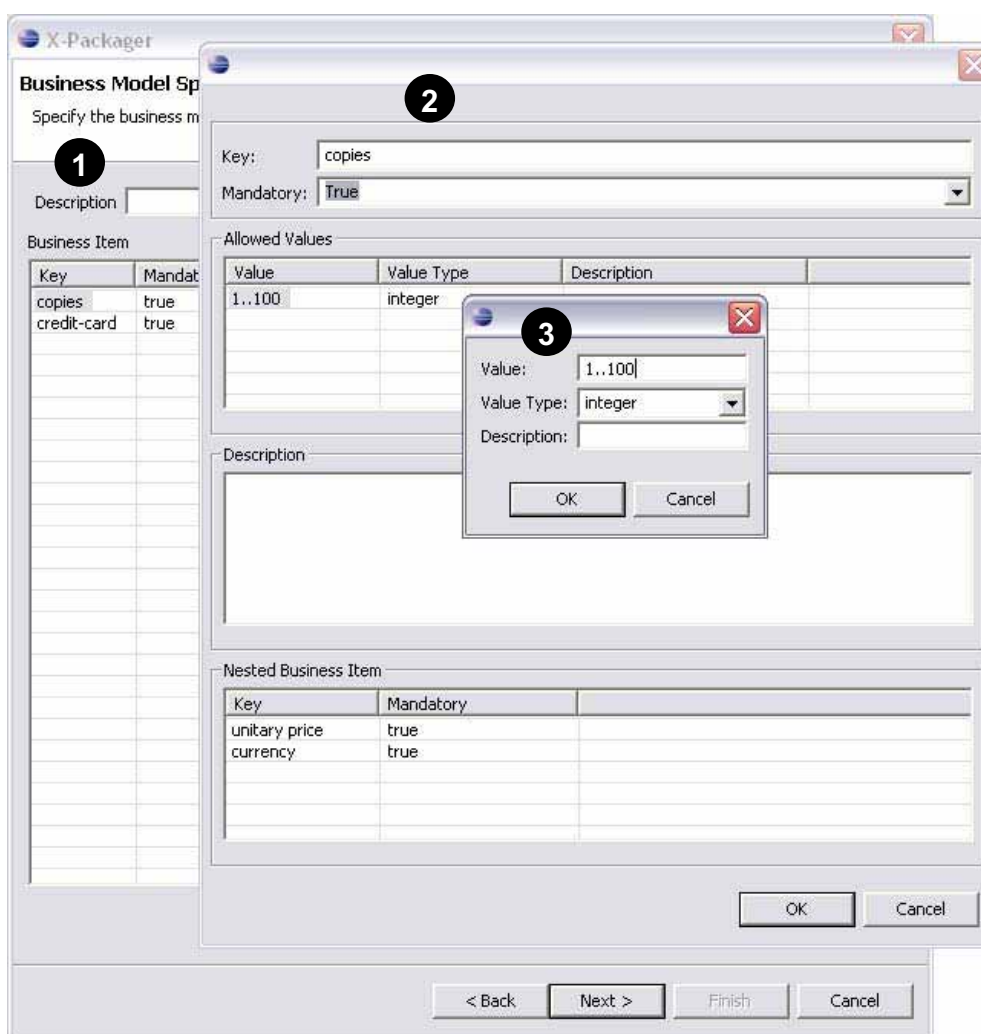 X-Packager
Business Model Sp
Specify the business m
1
Description
Business Item
Key Mandat
copies true
credit-card true
2
Key: copies
Mandatory: True
Allowed Values
Value Value Type Description
1..100 integer
3
Value: 1..100
Value Type: integer
Description:
OK Cancel
Description
Nested Business Item
Key Mandatory
unitary price true
currency true
OK Cancel
< Back Next > Finish Cancel